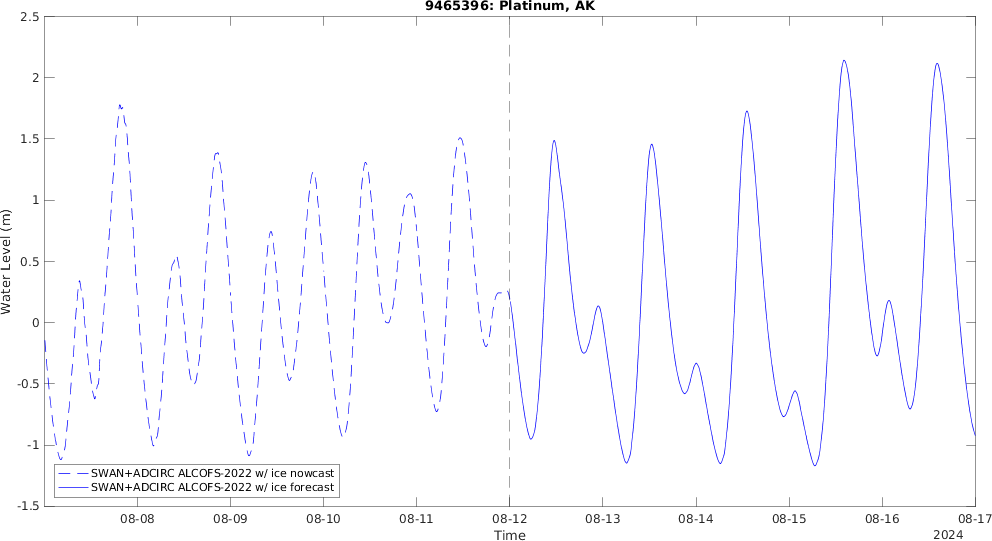 9465396: Platinum, AK
2.5
2
1.5
1
0.5
0
-0.5
-1
-1.5
Water Level (m)
SWAN+ADCIRC ALCOFS-2022 w/ ice nowcast
SWAN+ADCIRC ALCOFS-2022 w/ ice forecast
08-08 08-09 08-10 08-11 08-12 08-13 08-14 08-15 08-16 08-17
Time
2024